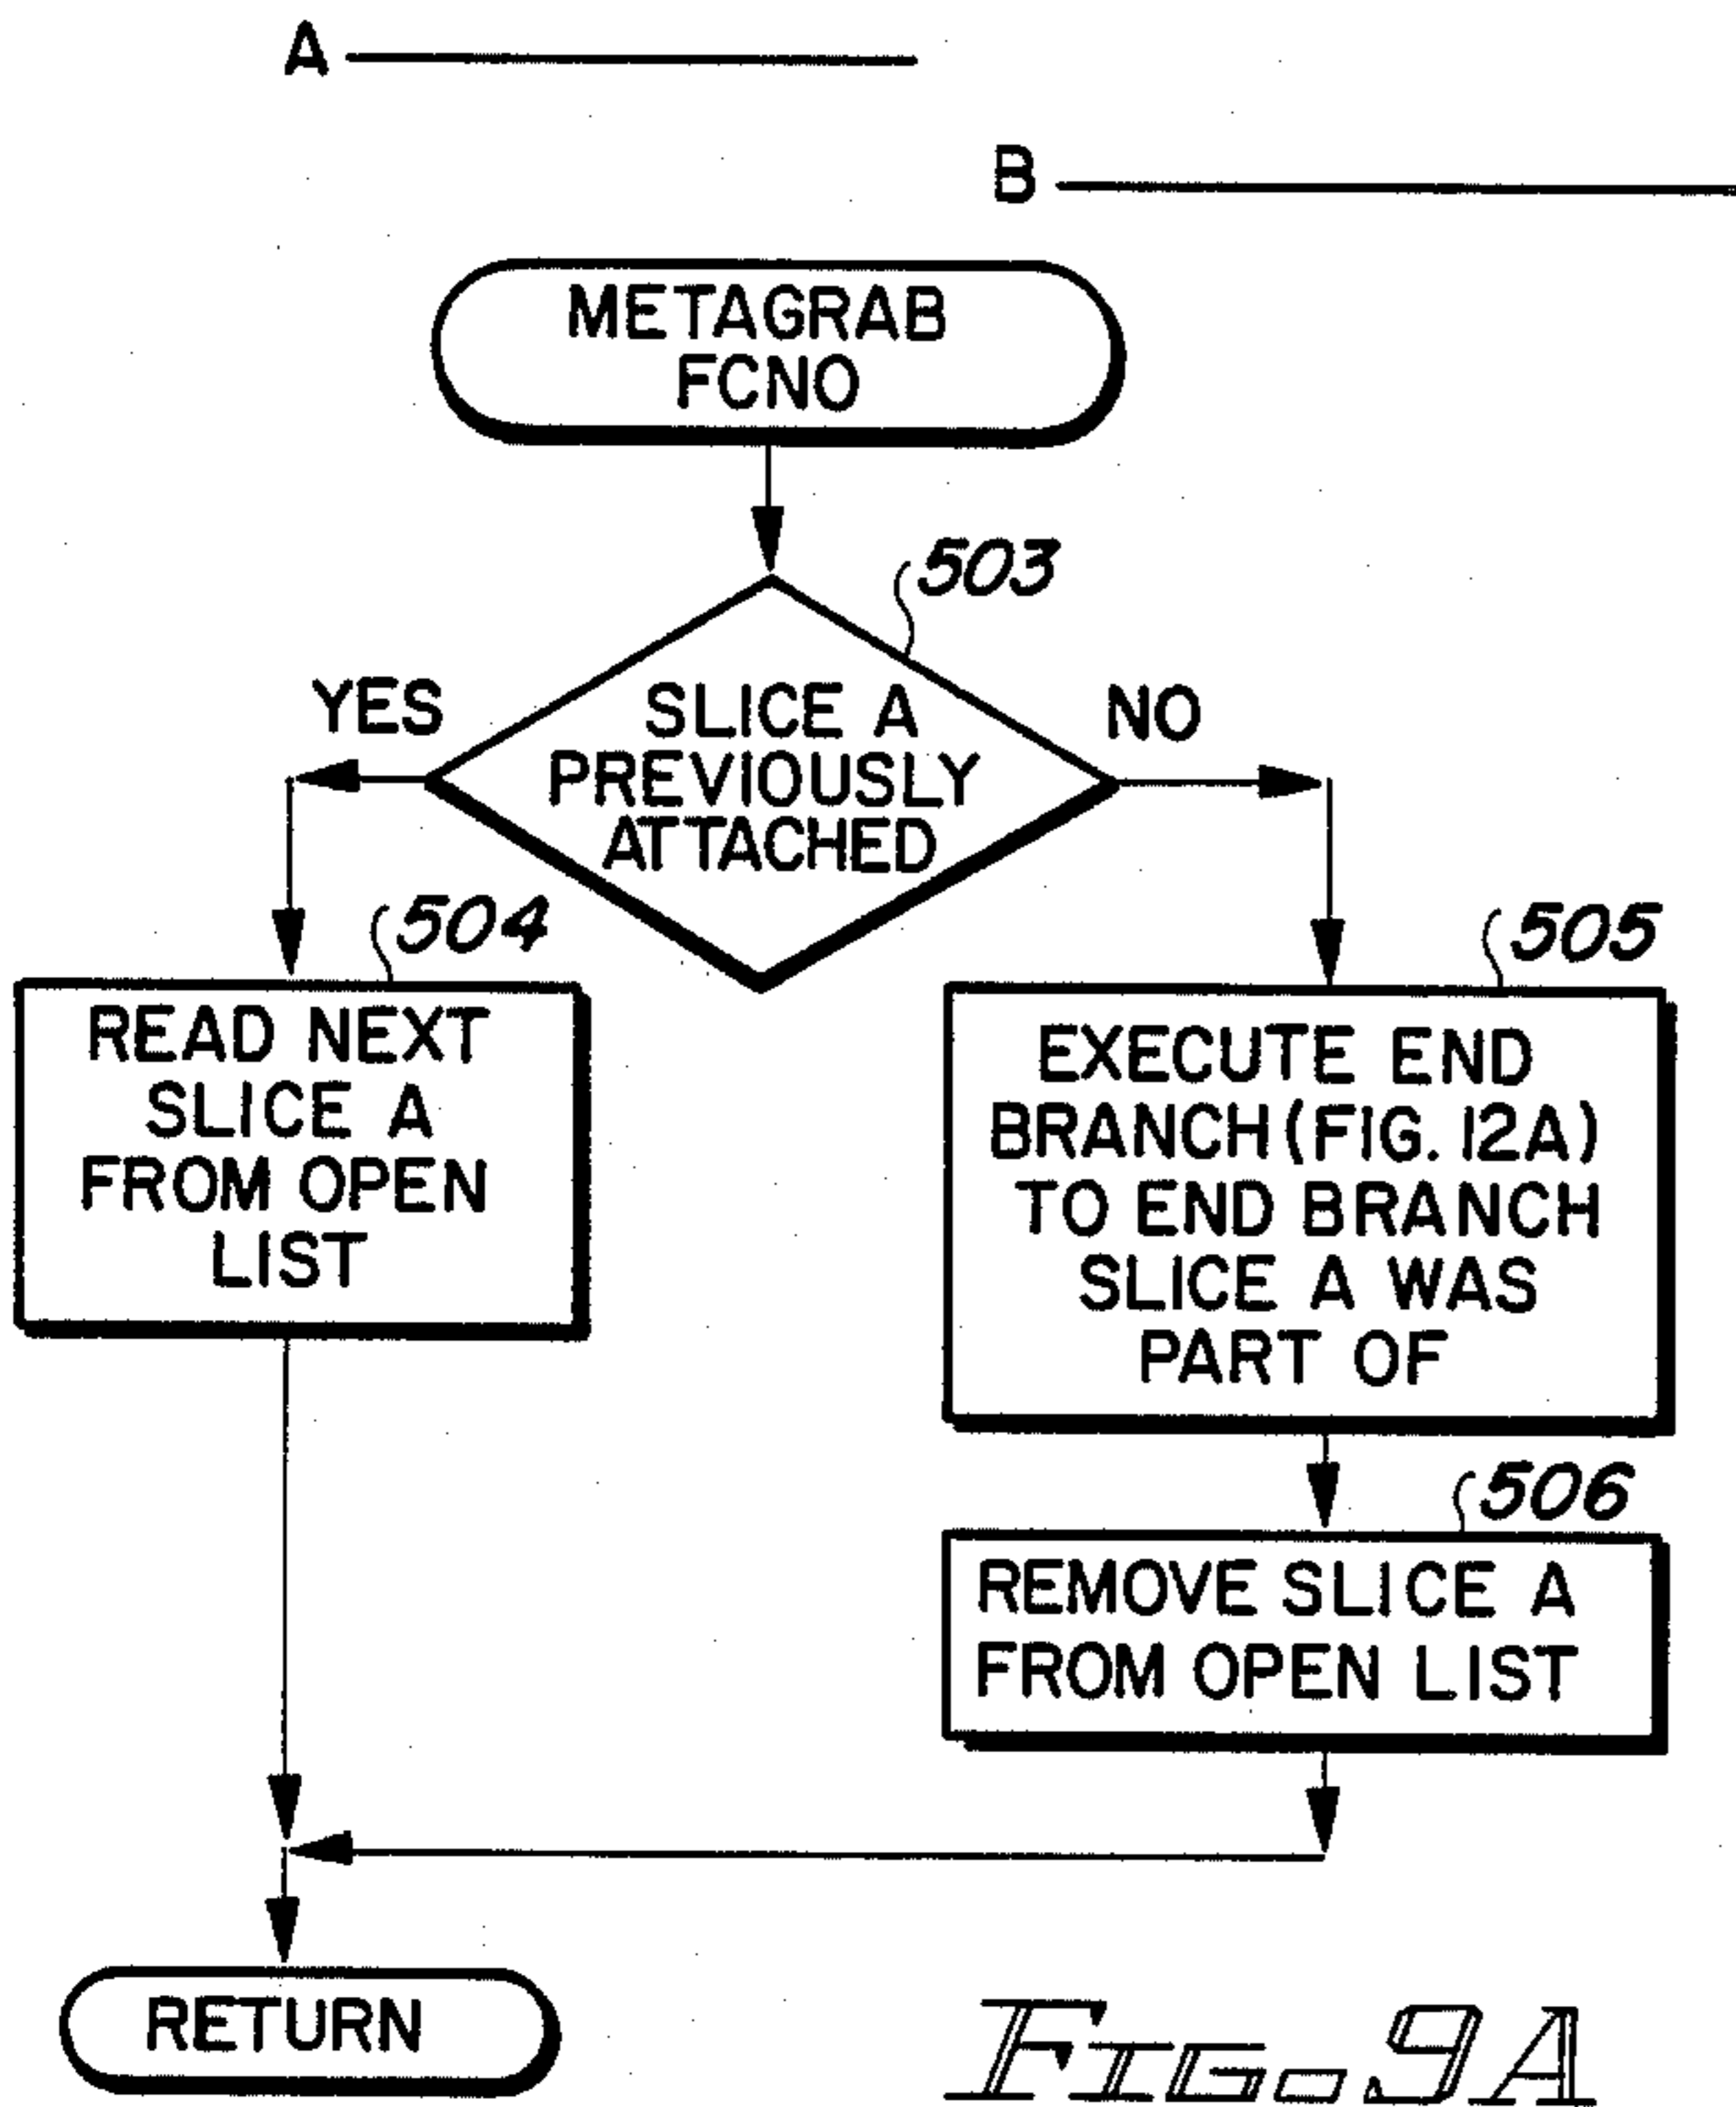 A
B
METAGRAB
FCNO
503
YES
SLICE A
PREVIOUSLY
ATTACHED
NO
504
READ NEXT
SLICE A
FROM OPEN
LIST
505
EXECUTE END
BRANCH (FIG. 12A)
TO END BRANCH
SLICE A WAS
PART OF
506
REMOVE SLICE A
FROM OPEN LIST
RETURN
FIG. 9A